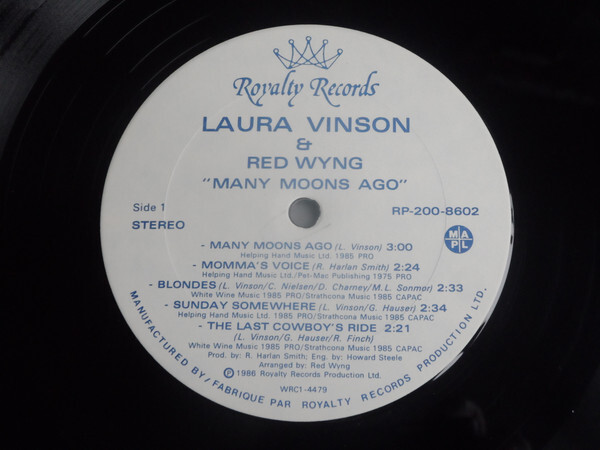 Royalty Records
LAURA VINSON
&
RED WYNG
"MANY MOONS AGO"
Side 1
STEREO
RP-200-8602
M A
P L
- MANY MOONS AGO (L. Vinson) 3:00
Helping Hand Music Ltd. 1985 PRO
- MOMMA'S VOICE (R. Harlan Smith) 2:24
Helping Hand Music Ltd./Pet-Mac Publishing 1975 PRO
- BLONDES (L. Vinson/C. Nielsen/D. Charney/M.L. Sonmor) 2:33
White Wine Music 1985 PRO/Strathcona Music 1985 CAPAC
- SUNDAY SOMEWHERE (L. Vinson/G. Hauser) 2:34
Helping Hand Music Ltd. 1985 PRO/Strathcona Music 1985 CAPAC
- THE LAST COWBOY'S RIDE 2:21
(L. Vinson/G. Hauser/R. Finch)
White Wine Music 1985 PRO/Strathcona Music 1985 CAPAC
Prod. by: R. Harlan Smith; Eng. by: Howard Steele
Arranged by: Red Wyng
Ⓟ 1986 Royalty Records Production Ltd.
WRC1-4479
MANUFACTURED BY / FABRIQUE PAR ROYALTY RECORDS PRODUCTION LTD.